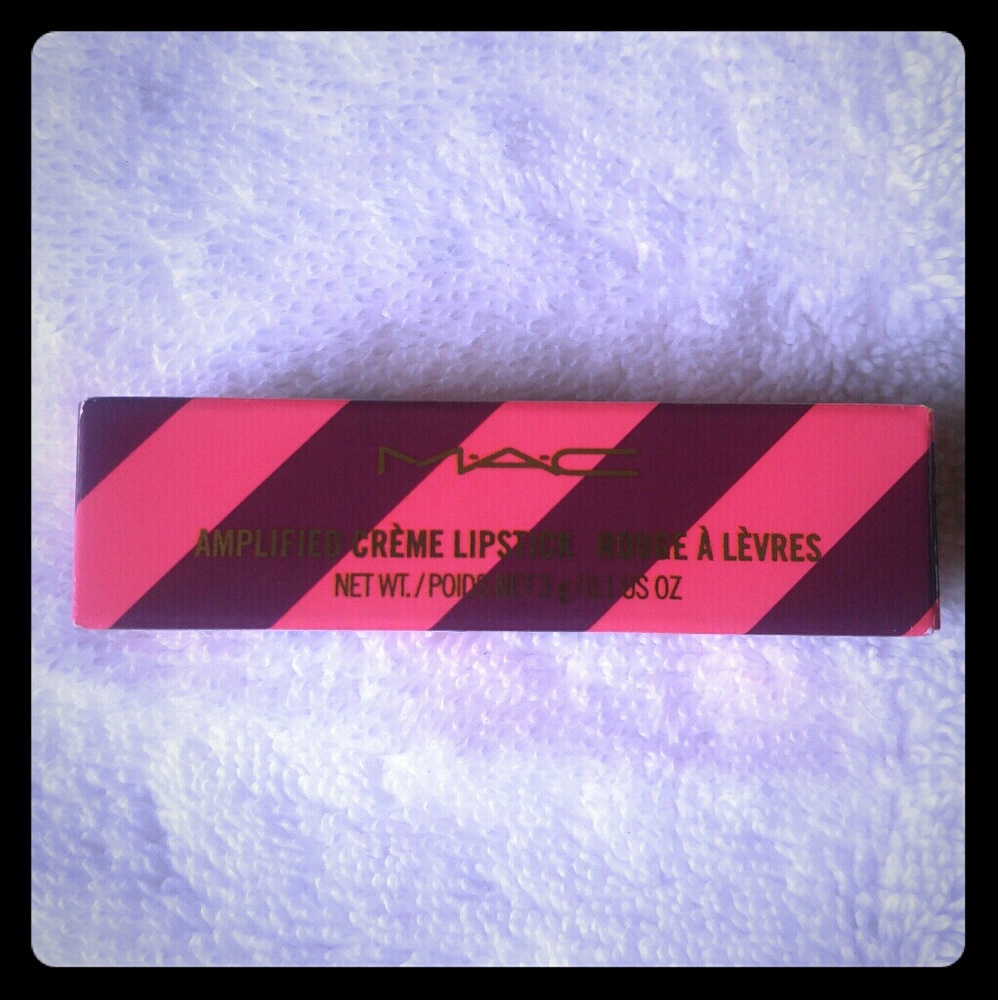 M·A·C
AMPLIFIED CRÈME LIPSTICK ROUGE À LÈVRES
NET WT. / POIDS NET 3 g / 0.1 US OZ